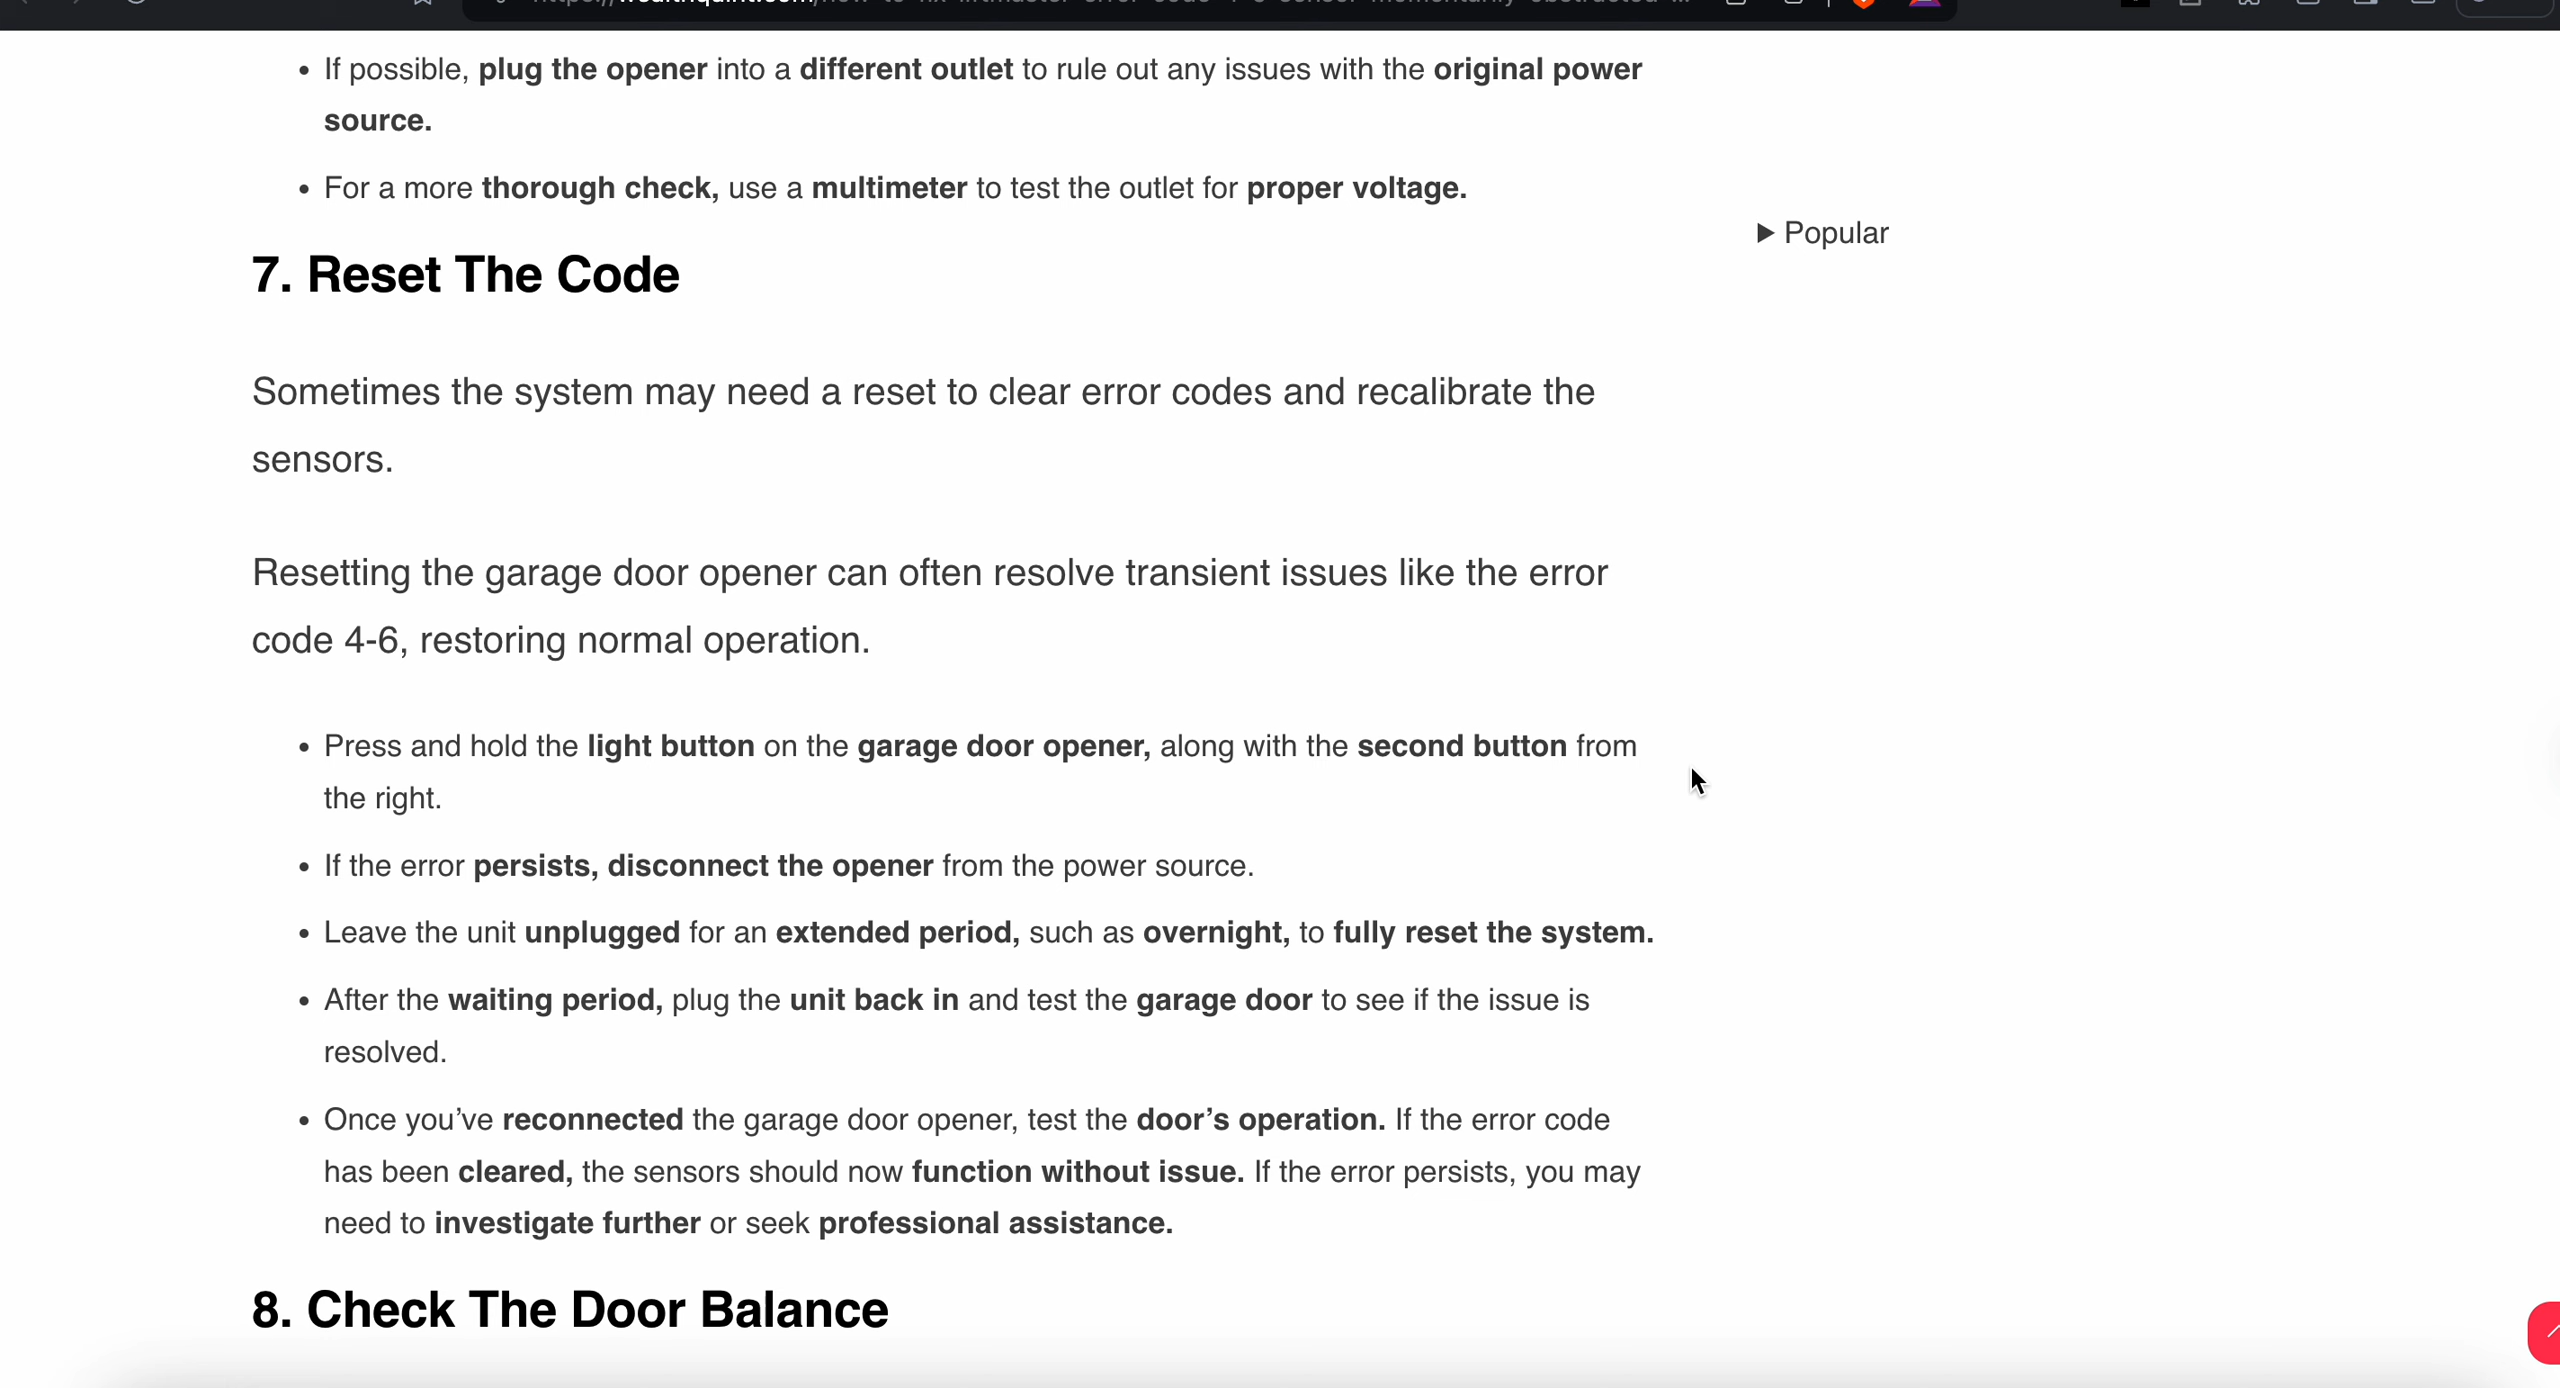 • If possible, plug the opener into a different outlet to rule out any issues with the original power
source.
• For a more thorough check, use a multimeter to test the outlet for proper voltage.
▶ Popular
7. Reset The Code
Sometimes the system may need a reset to clear error codes and recalibrate the
sensors.
Resetting the garage door opener can often resolve transient issues like the error
code 4-6, restoring normal operation.
• Press and hold the light button on the garage door opener, along with the second button from
the right.
• If the error persists, disconnect the opener from the power source.
• Leave the unit unplugged for an extended period, such as overnight, to fully reset the system.
• After the waiting period, plug the unit back in and test the garage door to see if the issue is
resolved.
• Once you’ve reconnected the garage door opener, test the door’s operation. If the error code
has been cleared, the sensors should now function without issue. If the error persists, you may
need to investigate further or seek professional assistance.
8. Check The Door Balance